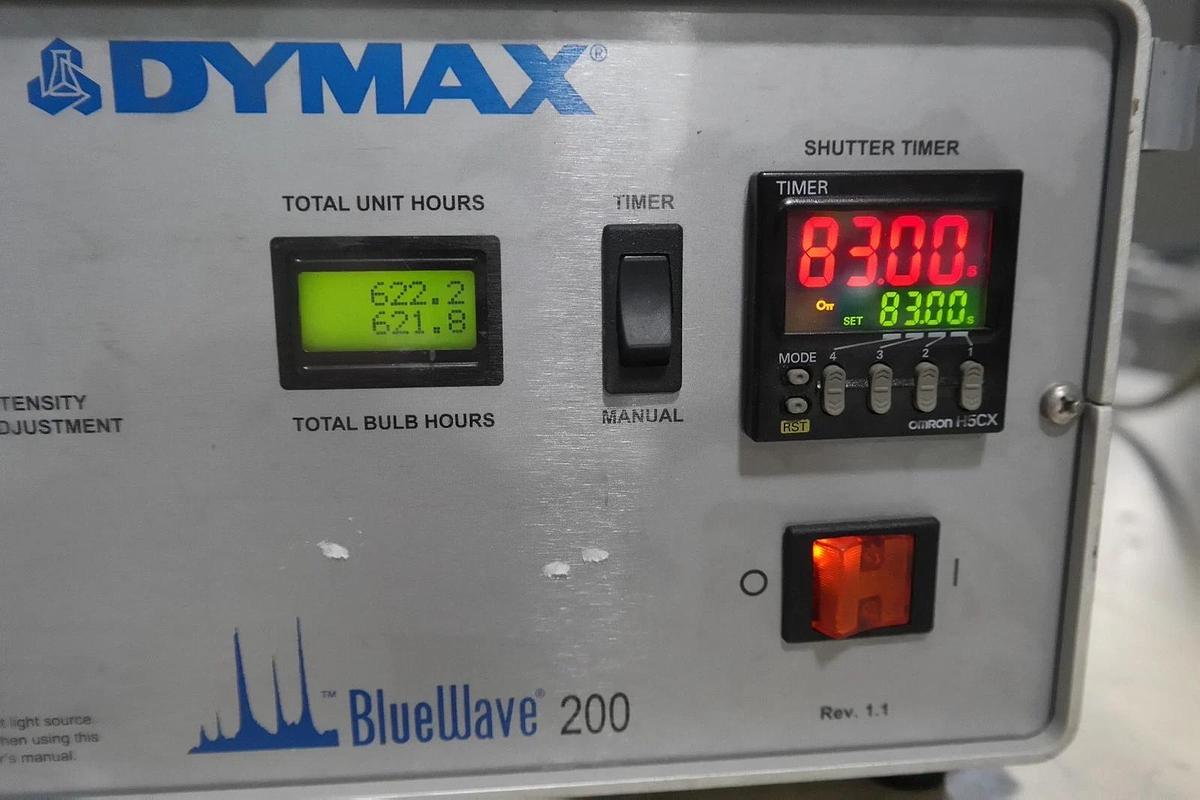 DYMAX®
SHUTTER TIMER
TOTAL UNIT HOURS
TIMER
TIMER
83.00 s
622.2
621.8
SET 83.00 s
MODE 4 3 2 1
TENSITY
DJUSTMENT
TOTAL BULB HOURS
MANUAL
RST
OMRON H5CX
O
I
™ BlueWave® 200
Rev. 1.1
t light source.
hen using this
r's manual.